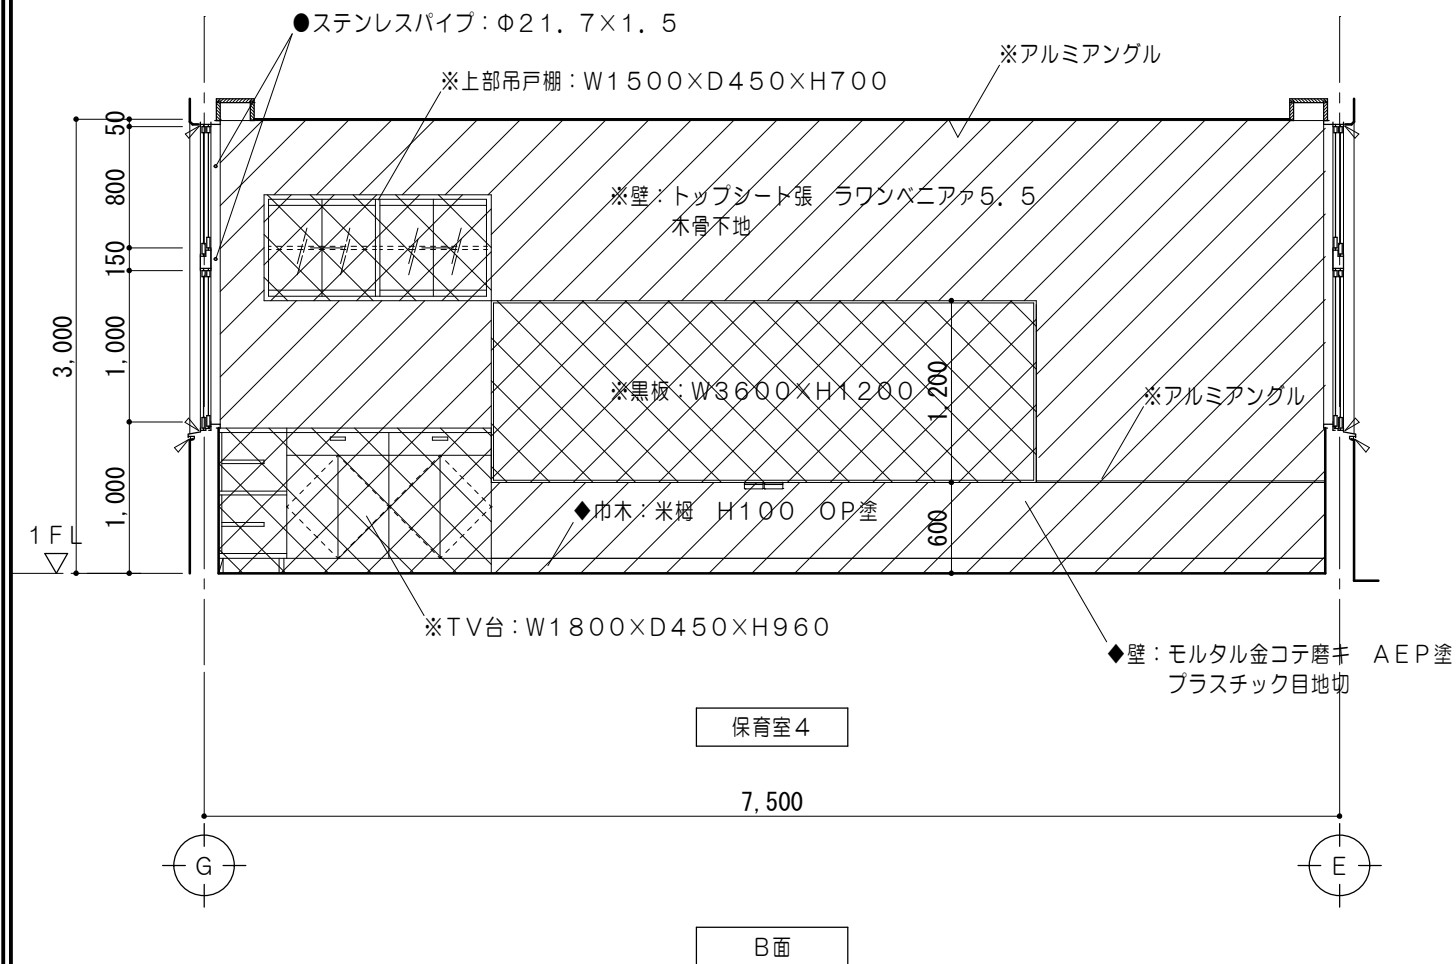 ●ステンレスパイプ：Φ２１．７×１．５
※アルミアングル
※上部吊戸棚：Ｗ１５００×Ｄ４５０×Ｈ７００
50
800
※壁：トップシート張　ラワンベニアァ５．５
木骨下地
150
3,000
1,000
※黒板：Ｗ３６００×Ｈ１２００
1,200
※アルミアングル
1,000
◆巾木：米栂　Ｈ１００　ＯＰ塗
600
１ＦＬ
※ＴＶ台：Ｗ１８００×Ｄ４５０×Ｈ９６０
◆壁：モルタル金コテ磨キ　ＡＥＰ塗
プラスチック目地切
保育室４
7,500
Ｇ
Ｅ
Ｂ面